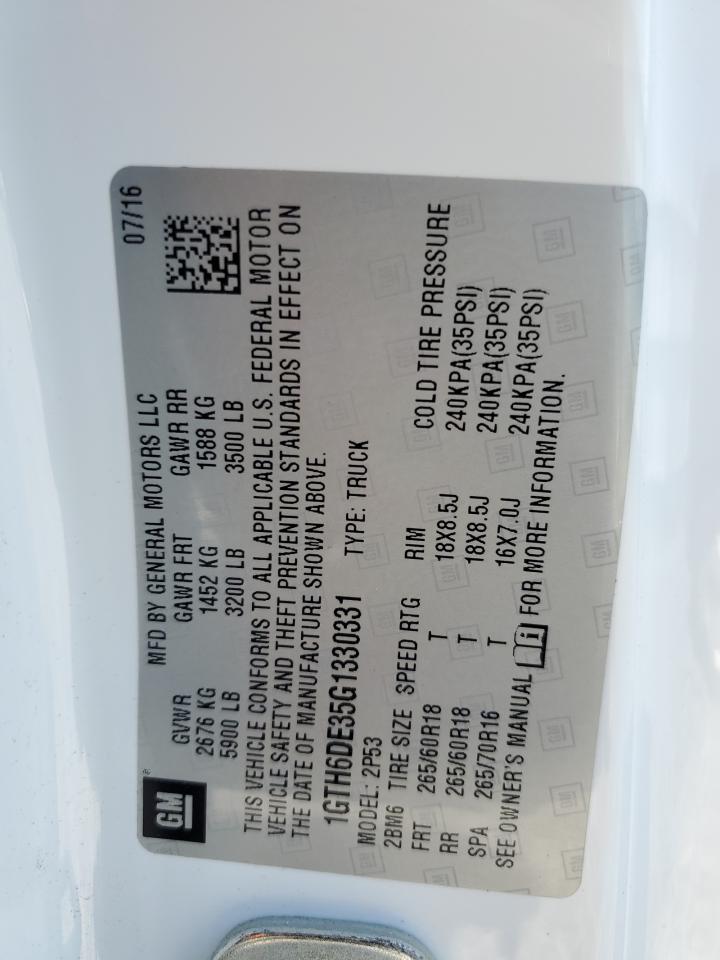 GM®
MFD BY GENERAL MOTORS LLC 07/16
GVWR GAWR FRT GAWR RR
2676 KG 1452 KG 1588 KG
5900 LB 3200 LB 3500 LB
THIS VEHICLE CONFORMS TO ALL APPLICABLE U.S. FEDERAL MOTOR
VEHICLE SAFETY AND THEFT PREVENTION STANDARDS IN EFFECT ON
THE DATE OF MANUFACTURE SHOWN ABOVE.
1GTH6DE35G1330331 TYPE: TRUCK
MODEL: 2P53
2BM6 TIRE SIZE SPEED RTG RIM COLD TIRE PRESSURE
FRT 265/60R18 T 18X8.5J 240KPA(35PSI)
RR 265/60R18 T 18X8.5J 240KPA(35PSI)
SPA 265/70R16 T 16X7.0J 240KPA(35PSI)
SEE OWNER'S MANUAL i FOR MORE INFORMATION.